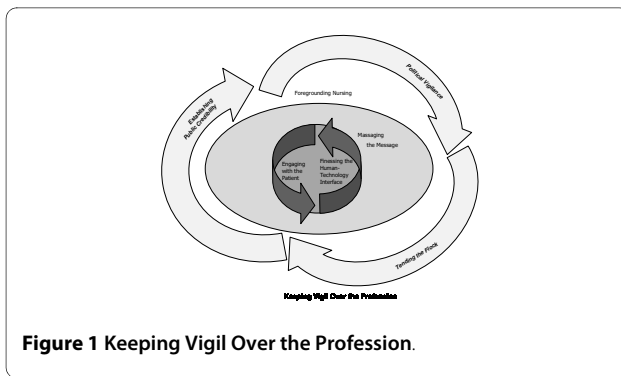 Political Vigilance
Establishing
Public Credibility
Foregrounding Nursing
Massaging
the Message
Engaging
with the
Patient
Finessing the
Human-
Technology
Interface
Tending the Flock
Keeping Vigil Over the Profession
Figure 1 Keeping Vigil Over the Profession.